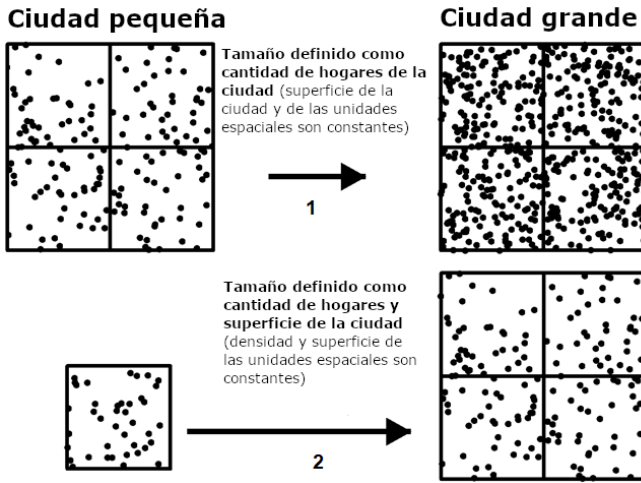 Ciudad pequeña
Ciudad grande
Tamaño definido como
cantidad de hogares de la
ciudad (superficie de la
ciudad y de las unidades
espaciales son constantes)
1
Tamaño definido como
cantidad de hogares y
superficie de la ciudad
(densidad y superficie de
las unidades espaciales son
constantes)
2